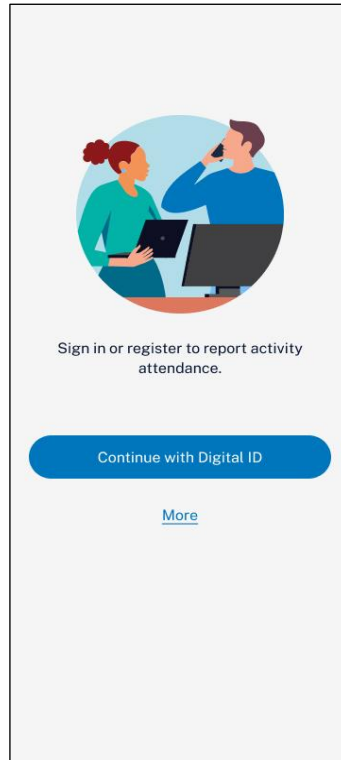 Sign in or register to report activity
attendance.
Continue with Digital ID
More